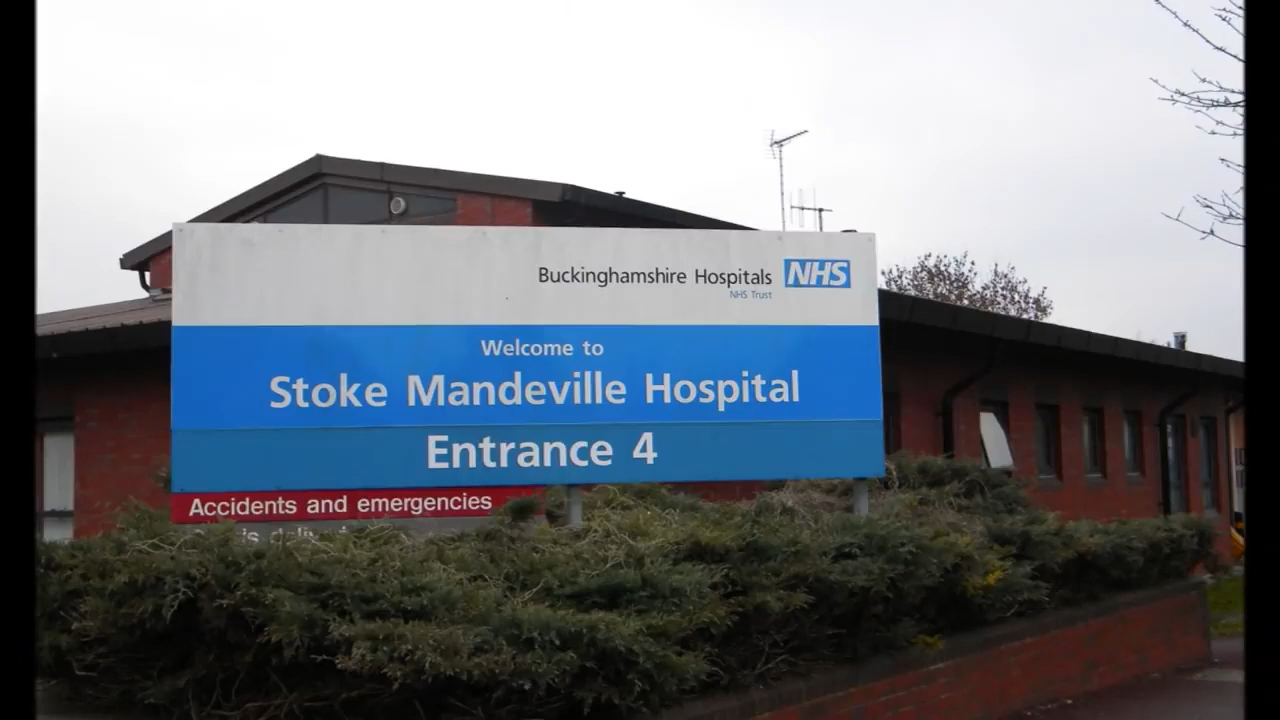 Buckinghamshire Hospitals NHS
NHS Trust
Welcome to
Stoke Mandeville Hospital
Entrance 4
Accidents and emergencies